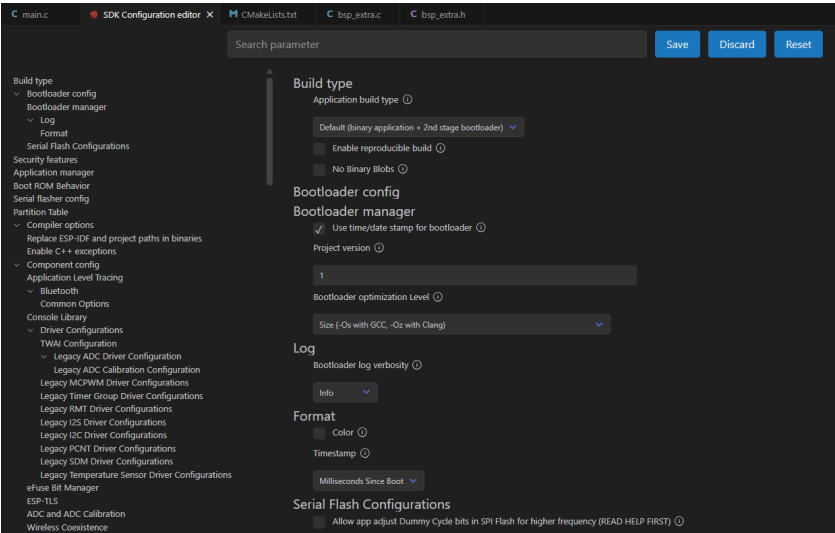 main.c
SDK Configuration editor
CMakeLists.txt
bsp_extra.c
bsp_extra.h
Search parameter
Save
Discard
Reset
Build type
Bootloader config
Bootloader manager
Log
Format
Serial Flash Configurations
Security features
Application manager
Boot ROM Behavior
Serial flasher config
Partition Table
Compiler options
Replace ESP-IDF and project paths in binaries
Enable C++ exceptions
Component config
Application Level Tracing
Bluetooth
Common Options
Console Library
Driver Configurations
TWAI Configuration
Legacy ADC Driver Configuration
Legacy ADC Calibration Configuration
Legacy MCPWM Driver Configurations
Legacy Timer Group Driver Configurations
Legacy RMT Driver Configurations
Legacy I2S Driver Configurations
Legacy I2C Driver Configurations
Legacy PCNT Driver Configurations
Legacy SDM Driver Configurations
Legacy Temperature Sensor Driver Configurations
eFuse Bit Manager
ESP-TLS
ADC and ADC Calibration
Wireless Coexistence
Build type
Application build type
Default (binary application + 2nd stage bootloader)
Enable reproducible build
No Binary Blobs
Bootloader config
Bootloader manager
Use time/date stamp for bootloader
Project version
1
Bootloader optimization Level
Size (-Os with GCC, -Oz with Clang)
Log
Bootloader log verbosity
Info
Format
Color
Timestamp
Milliseconds Since Boot
Serial Flash Configurations
Allow app adjust Dummy Cycle bits in SPI Flash for higher frequency (READ HELP FIRST)